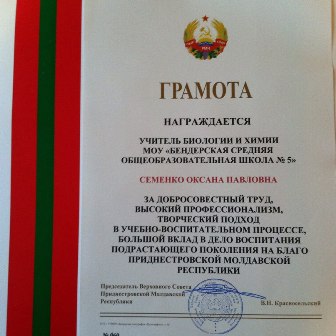 ГРАМОТА
НАГРАЖДАЕТСЯ
УЧИТЕЛЬ БИОЛОГИИ И ХИМИИ
МОУ «БЕНДЕРСКАЯ СРЕДНЯЯ
ОБЩЕОБРАЗОВАТЕЛЬНАЯ ШКОЛА № 5»
СЕМЕНКО ОКСАНА ПАВЛОВНА
ЗА ДОБРОСОВЕСТНЫЙ ТРУД,
ВЫСОКИЙ ПРОФЕССИОНАЛИЗМ,
ТВОРЧЕСКИЙ ПОДХОД
В УЧЕБНО-ВОСПИТАТЕЛЬНОМ ПРОЦЕССЕ,
БОЛЬШОЙ ВКЛАД В ДЕЛО ВОСПИТАНИЯ
ПОДРАСТАЮЩЕГО ПОКОЛЕНИЯ НА БЛАГО
ПРИДНЕСТРОВСКОЙ МОЛДАВСКОЙ
РЕСПУБЛИКИ
Председатель Верховного Совета
Приднестровской Молдавской
Республики
В.Н. Красносельский